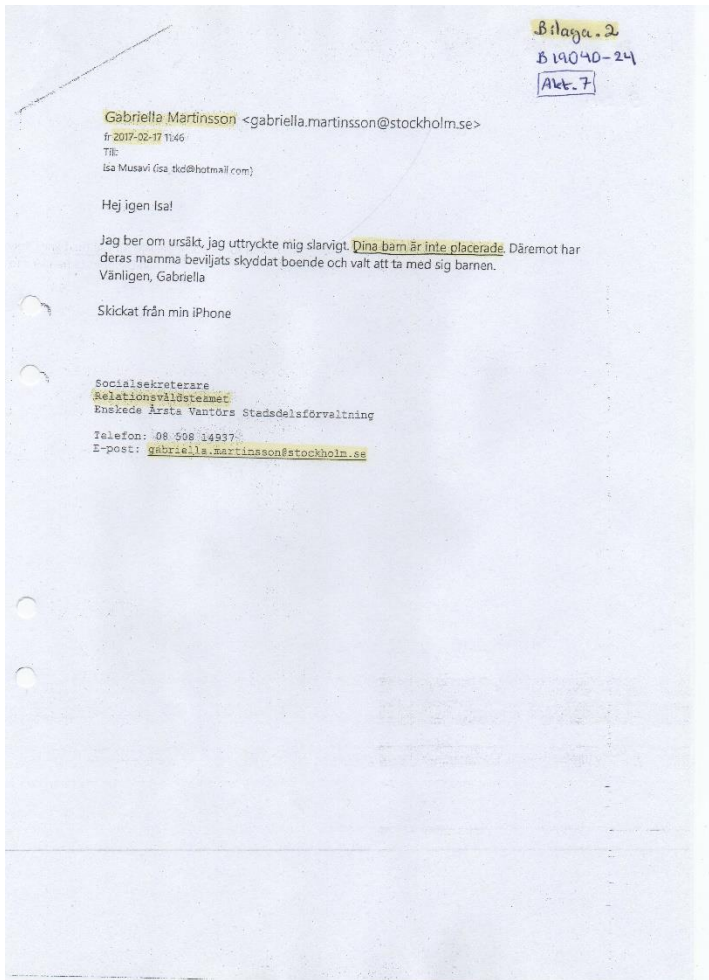 Bilaga.2
B 19040-24
Akt.7
Gabriella Martinsson <gabriella.martinsson@stockholm.se>
fr 2017-02-17 11:46
Till:
Isa Musavi (isa_tkd@hotmail.com)
Hej igen Isa!
Jag ber om ursäkt, jag uttryckte mig slarvigt. Dina barn är inte placerade. Däremot har
deras mamma beviljats skyddat boende och valt att ta med sig barnen.
Vänligen, Gabriella
Skickat från min iPhone
Socialsekreterare
Relationsvåldsteamet
Enskede Årsta Vantörs Stadsdelsförvaltning
Telefon: 08 508 14937
E-post: gabriella.martinsson@stockholm.se